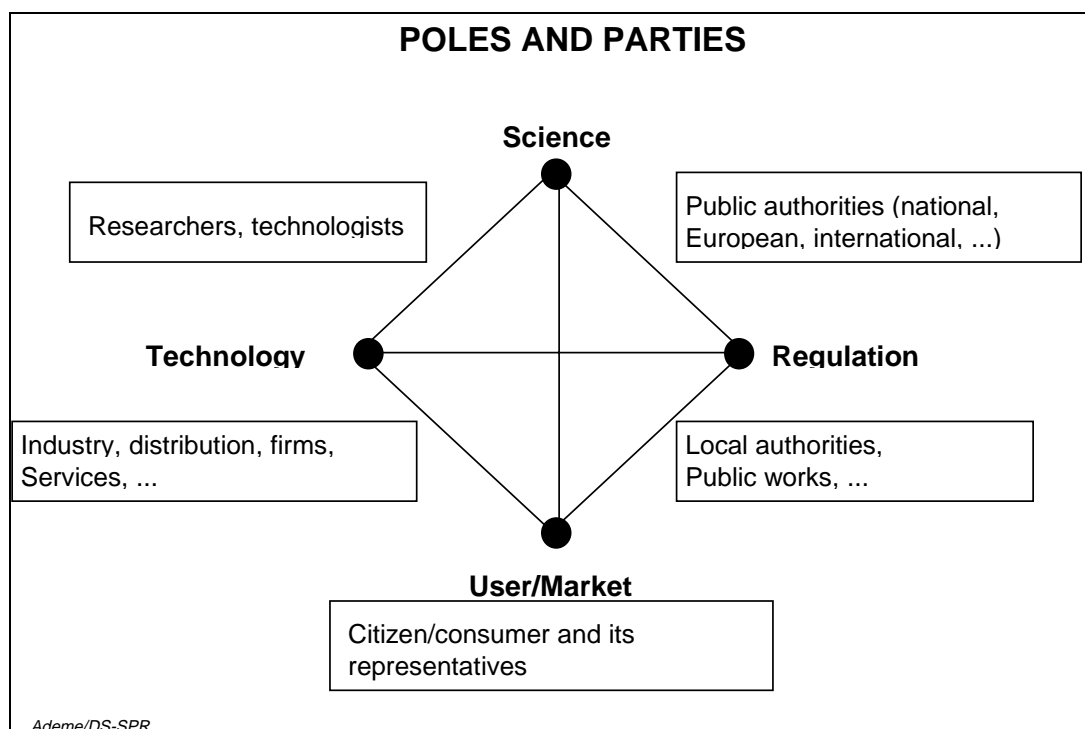 POLES AND PARTIES
Science
Researchers, technologists
Public authorities (national,
European, international, ...)
Technology
Regulation
Industry, distribution, firms,
Services, ...
Local authorities,
Public works, ...
User/Market
Citizen/consumer and its
representatives
Ademe/DS-SPR